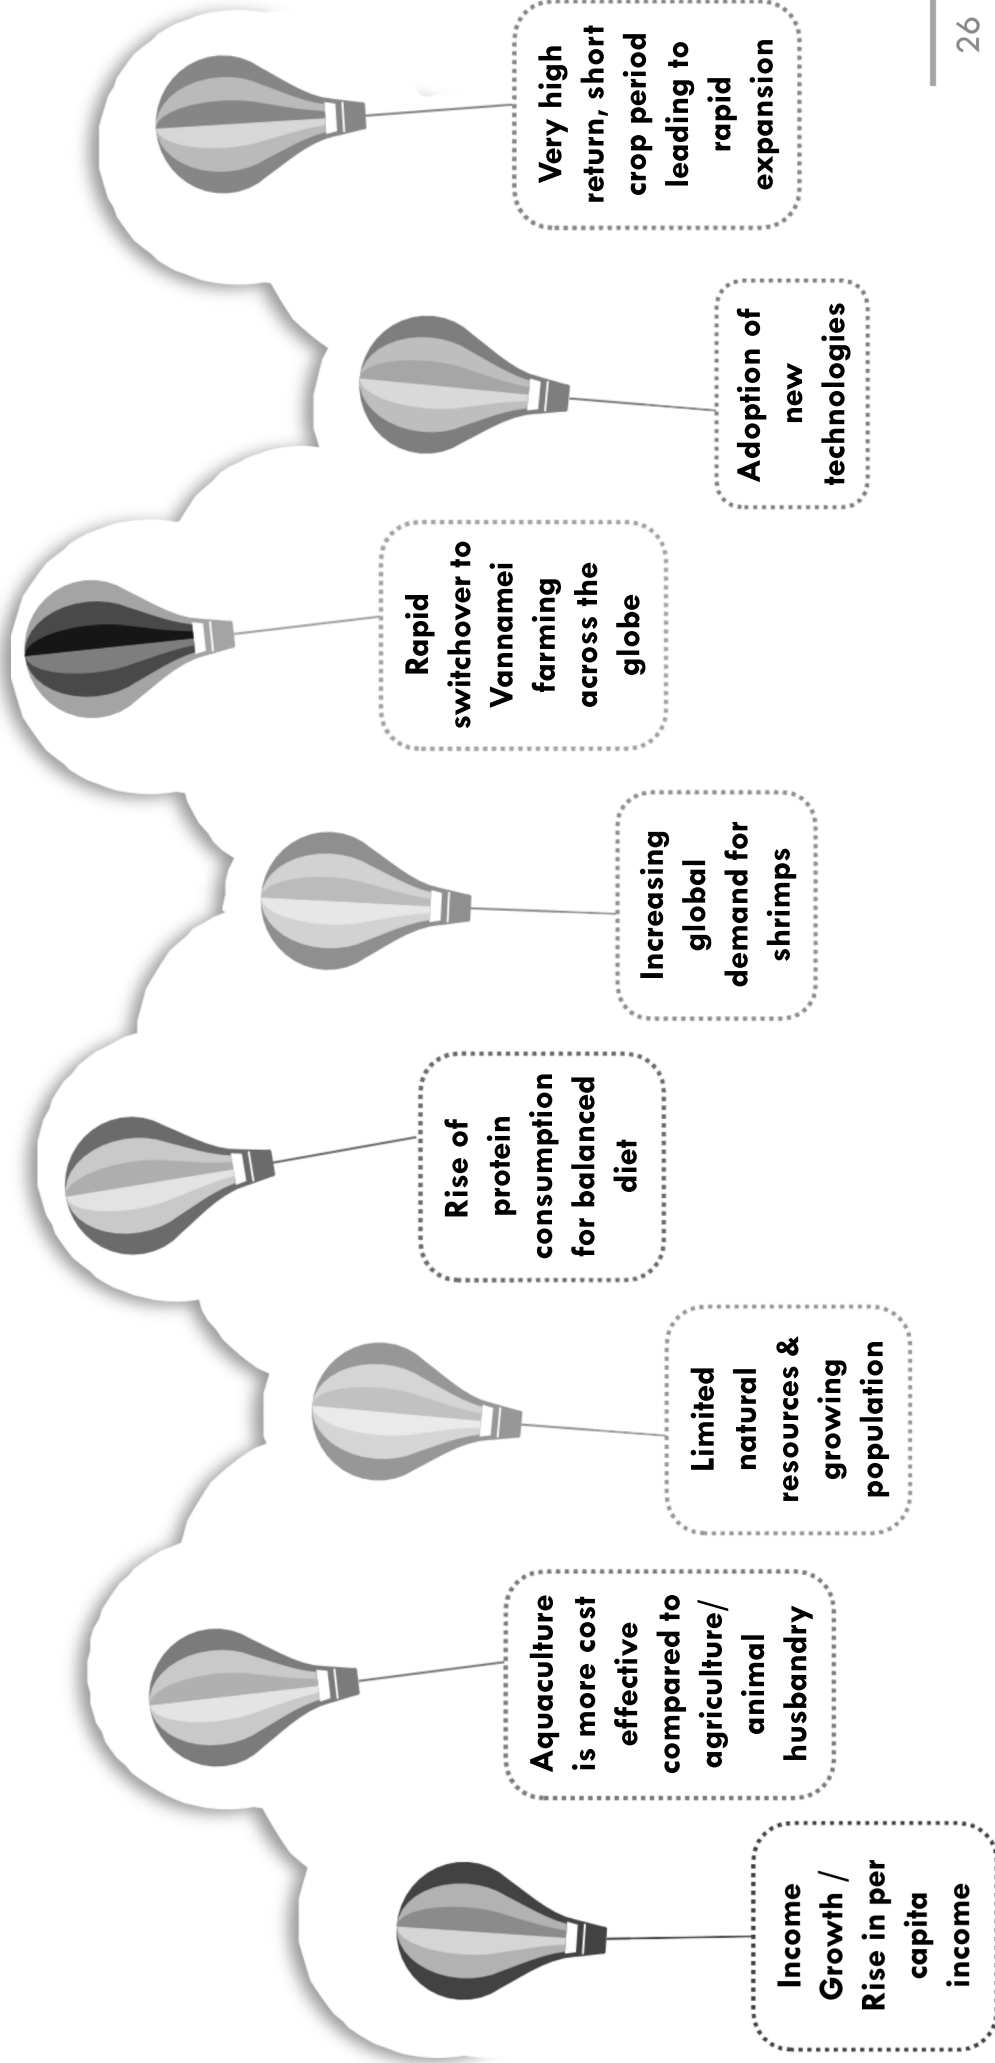 Income
Growth /
Rise in per
capita
income
Aquaculture
is more cost
effective
compared to
agriculture/
animal
husbandry
Limited
natural
resources &
growing
population
Rise of
protein
consumption
for balanced
diet
Increasing
global
demand for
shrimps
Rapid
switchover to
Vannamei
farming
across the
globe
Adoption of
new
technologies
Very high
return, short
crop period
leading to
rapid
expansion
26